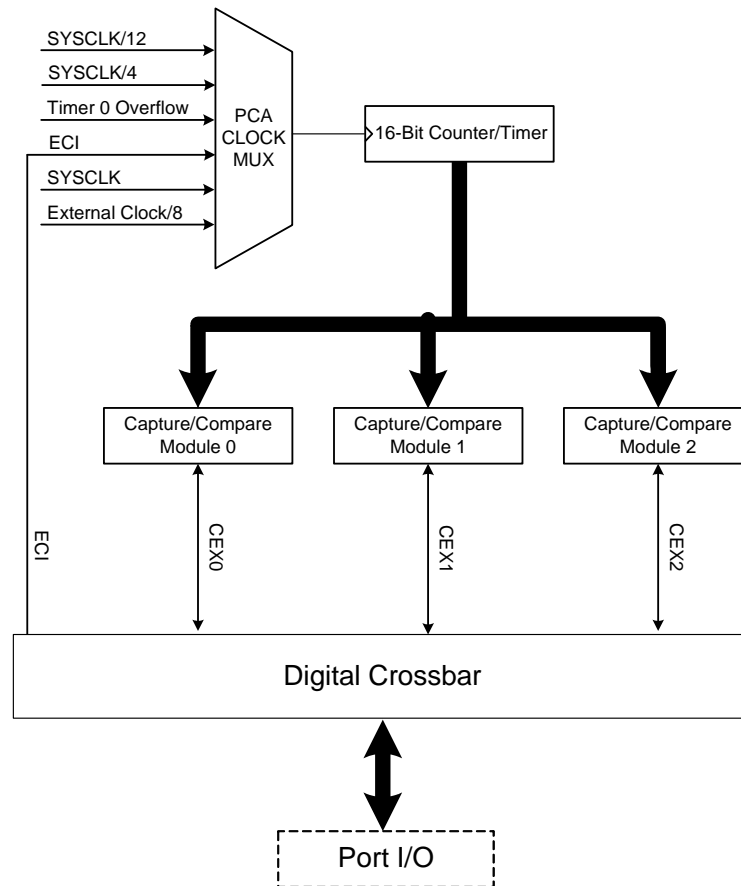 SYSCLK/12
SYSCLK/4
Timer 0 Overflow
ECI
SYSCLK
External Clock/8
PCA
CLOCK
MUX
16-Bit Counter/Timer
Capture/Compare
Module 0
Capture/Compare
Module 1
Capture/Compare
Module 2
ECI
CEX0
CEX1
CEX2
Digital Crossbar
Port I/O